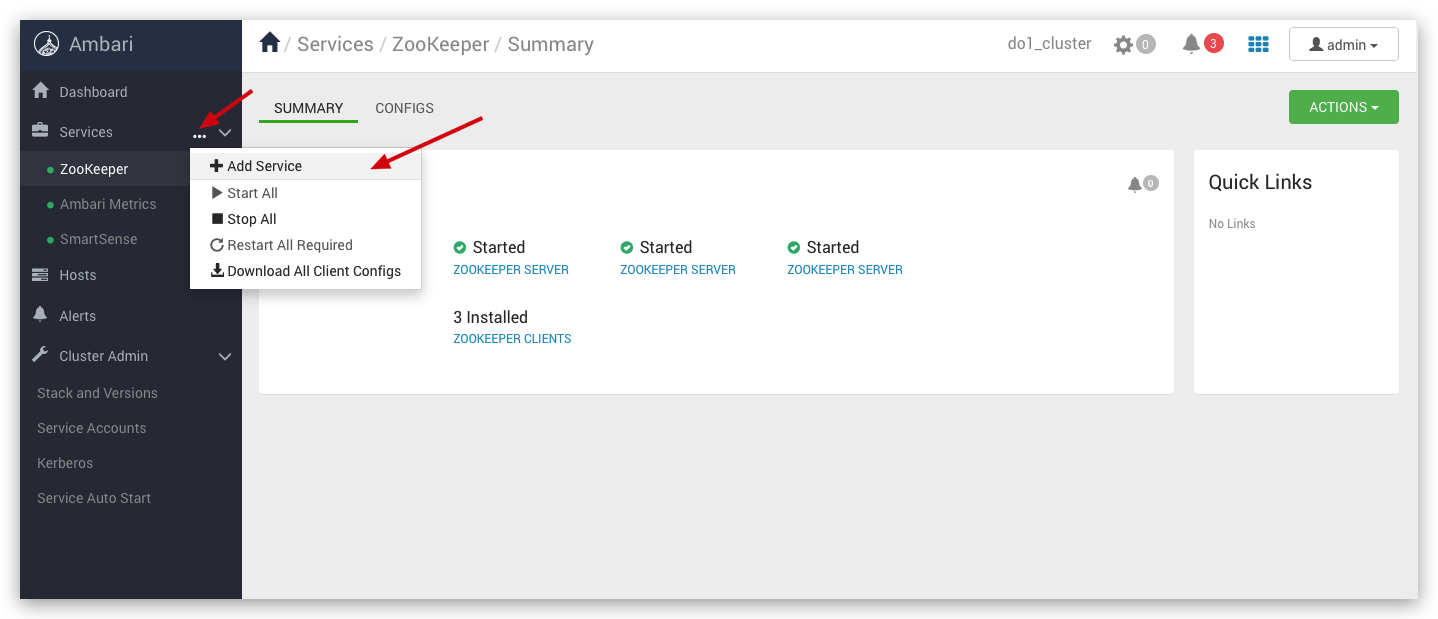 Ambari
/ Services / ZooKeeper / Summary
do1_cluster
0
3
admin
Dashboard
Services
ZooKeeper
Ambari Metrics
SmartSense
Hosts
Alerts
Cluster Admin
Stack and Versions
Service Accounts
Kerberos
Service Auto Start
Add Service
Start All
Stop All
Restart All Required
Download All Client Configs
SUMMARY CONFIGS
ACTIONS
0
Started Started Started
ZOOKEEPER SERVER ZOOKEEPER SERVER ZOOKEEPER SERVER
3 Installed
ZOOKEEPER CLIENTS
Quick Links
No Links